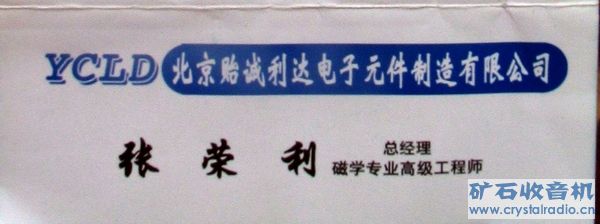 YCLD 北京贻诚利达电子元件制造有限公司
张荣利 总经理
磁学专业高级工程师
矿石收音机
www.crystalradio.cn